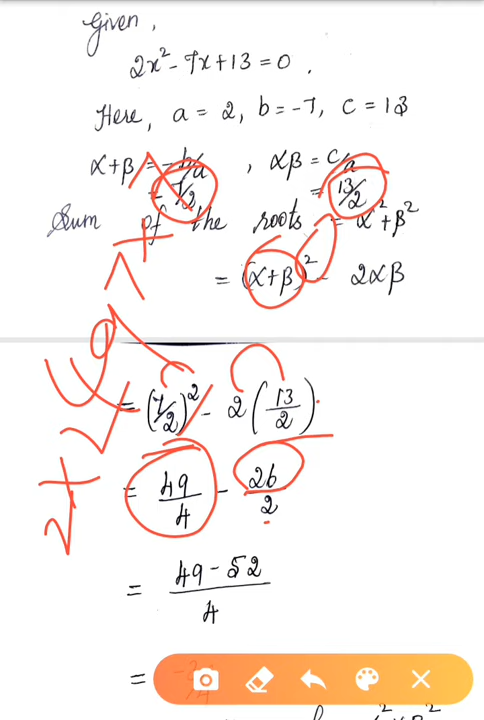 Given,
2x² - 7x + 13 = 0.
Here, a = 2, b = -7, c = 13
α+β = -b/a , αβ = c/a
= 7/2 = 13/2
Sum of the roots = α² + β²
= (α+β)² - 2αβ
= (7/2)² - 2(13/2)
= 49/4 - 26/2
= 49-52/4
=